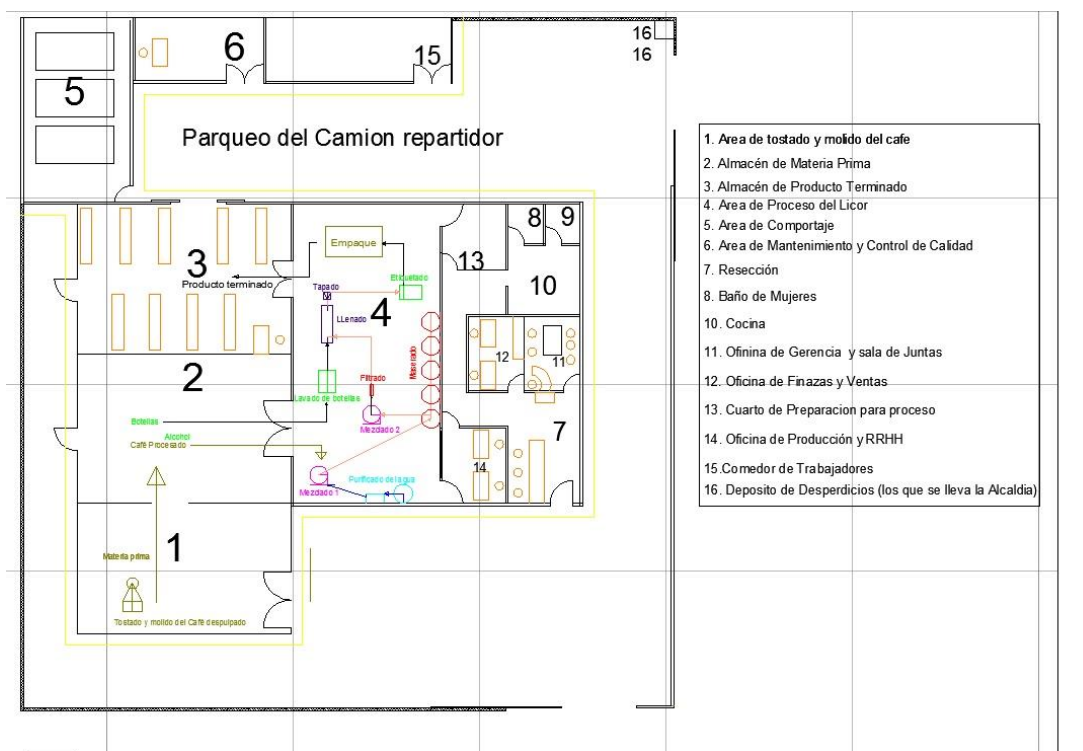 6
15
16
16
5
Parqueo del Camion repartidor
3
Producto terminado
Empaque
Etiquetado
Tapado
LLenado
4
13
8
9
10
12
11
2
Maserado
Filtrado
Lavado de botellas
Botellas
Alcohol
Café Procesado
Mezclado 2
Mezclado 1
Purificado de la gua
7
14
1
Materia prima
Tostado y molido del Café despulpado
1. Area de tostado y molido del cafe
2. Almacén de Materia Prima
3. Almacén de Producto Terminado
4. Area de Proceso del Licor
5. Area de Comportaje
6. Area de Mantenimiento y Control de Calidad
7. Resección
8. Baño de Mujeres
10. Cocina
11. Ofinina de Gerencia y sala de Juntas
12. Oficina de Finazas y Ventas
13. Cuarto de Preparacion para proceso
14. Oficina de Producción y RRHH
15.Comedor de Trabajadores
16. Deposito de Desperdicios (los que se lleva la Alcaldia)